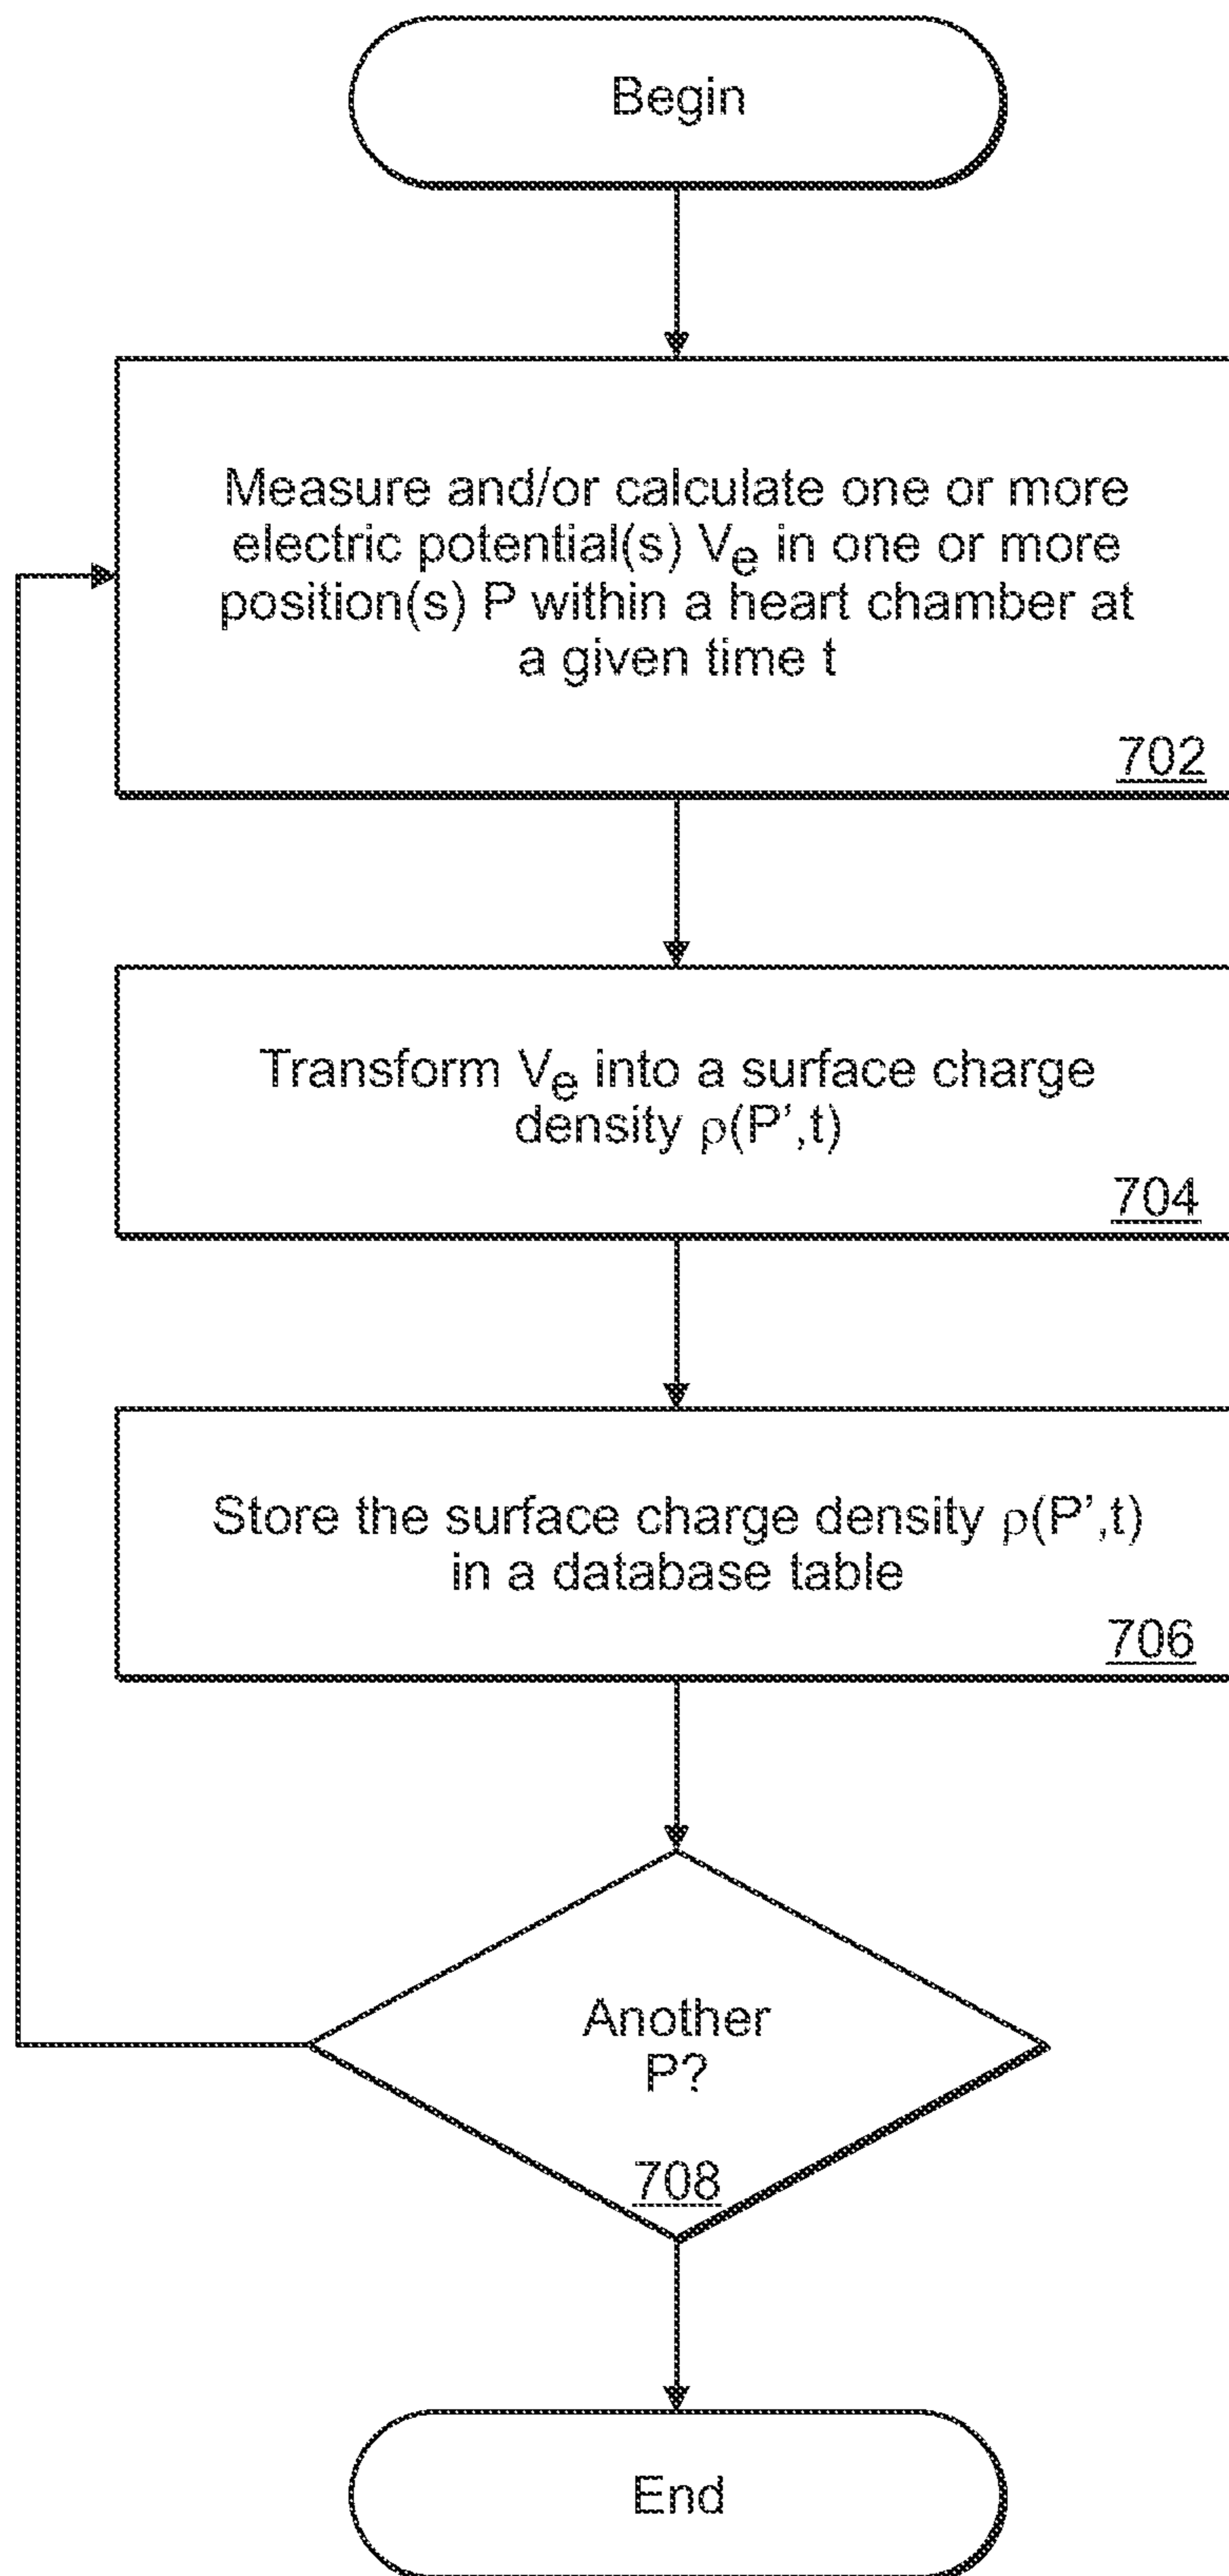 Begin
Measure and/or calculate one or more
electric potential(s) Ve in one or more
position(s) P within a heart chamber at
a given time t
702
Transform Ve into a surface charge
density ρ(P',t)
704
Store the surface charge density ρ(P',t)
in a database table
706
Another
P?
708
End